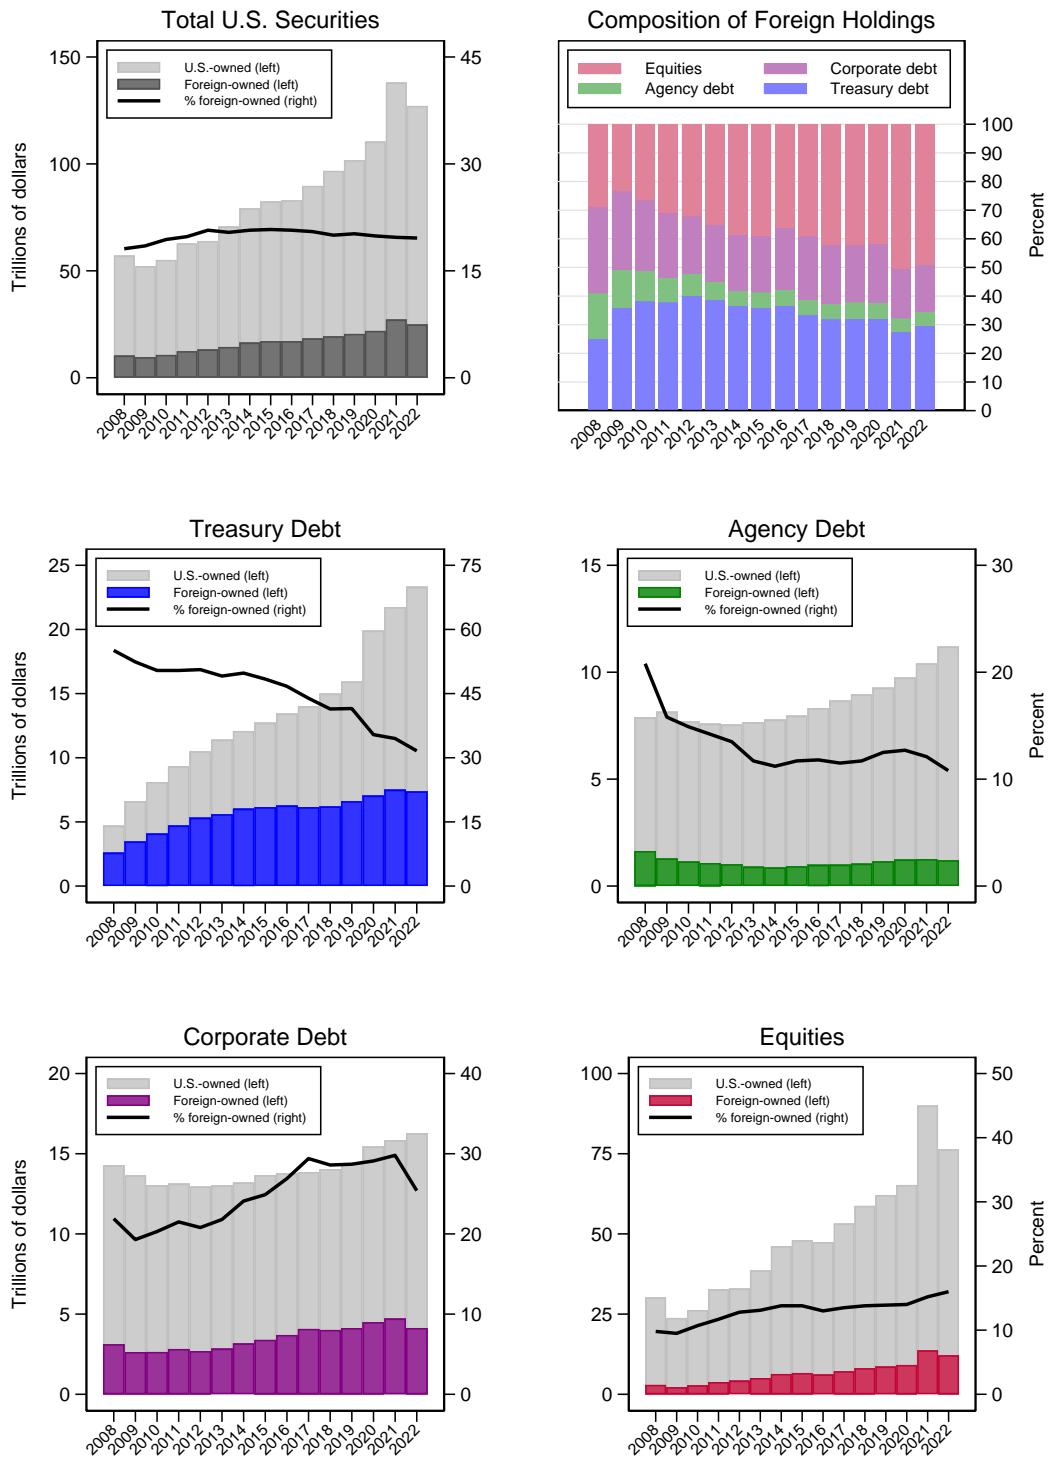 Total U.S. Securities
U.S.-owned (left)
Foreign-owned (left)
% foreign-owned (right)
Trillions of dollars
150
100
50
0
45
30
15
0
2008 2009 2010 2011 2012 2013 2014 2015 2016 2017 2018 2019 2020 2021 2022
Composition of Foreign Holdings
Equities Corporate debt
Agency debt Treasury debt
100
90
80
70
60
50
40
30
20
10
0
Percent
2008 2009 2010 2011 2012 2013 2014 2015 2016 2017 2018 2019 2020 2021 2022
Treasury Debt
U.S.-owned (left)
Foreign-owned (left)
% foreign-owned (right)
Trillions of dollars
25
20
15
10
5
0
75
60
45
30
15
0
2008 2009 2010 2011 2012 2013 2014 2015 2016 2017 2018 2019 2020 2021 2022
Agency Debt
U.S.-owned (left)
Foreign-owned (left)
% foreign-owned (right)
15
10
5
0
30
20
10
0
Percent
2008 2009 2010 2011 2012 2013 2014 2015 2016 2017 2018 2019 2020 2021 2022
Corporate Debt
U.S.-owned (left)
Foreign-owned (left)
% foreign-owned (right)
Trillions of dollars
20
15
10
5
0
40
30
20
10
0
2008 2009 2010 2011 2012 2013 2014 2015 2016 2017 2018 2019 2020 2021 2022
Equities
U.S.-owned (left)
Foreign-owned (left)
% foreign-owned (right)
100
75
50
25
0
50
40
30
20
10
0
Percent
2008 2009 2010 2011 2012 2013 2014 2015 2016 2017 2018 2019 2020 2021 2022